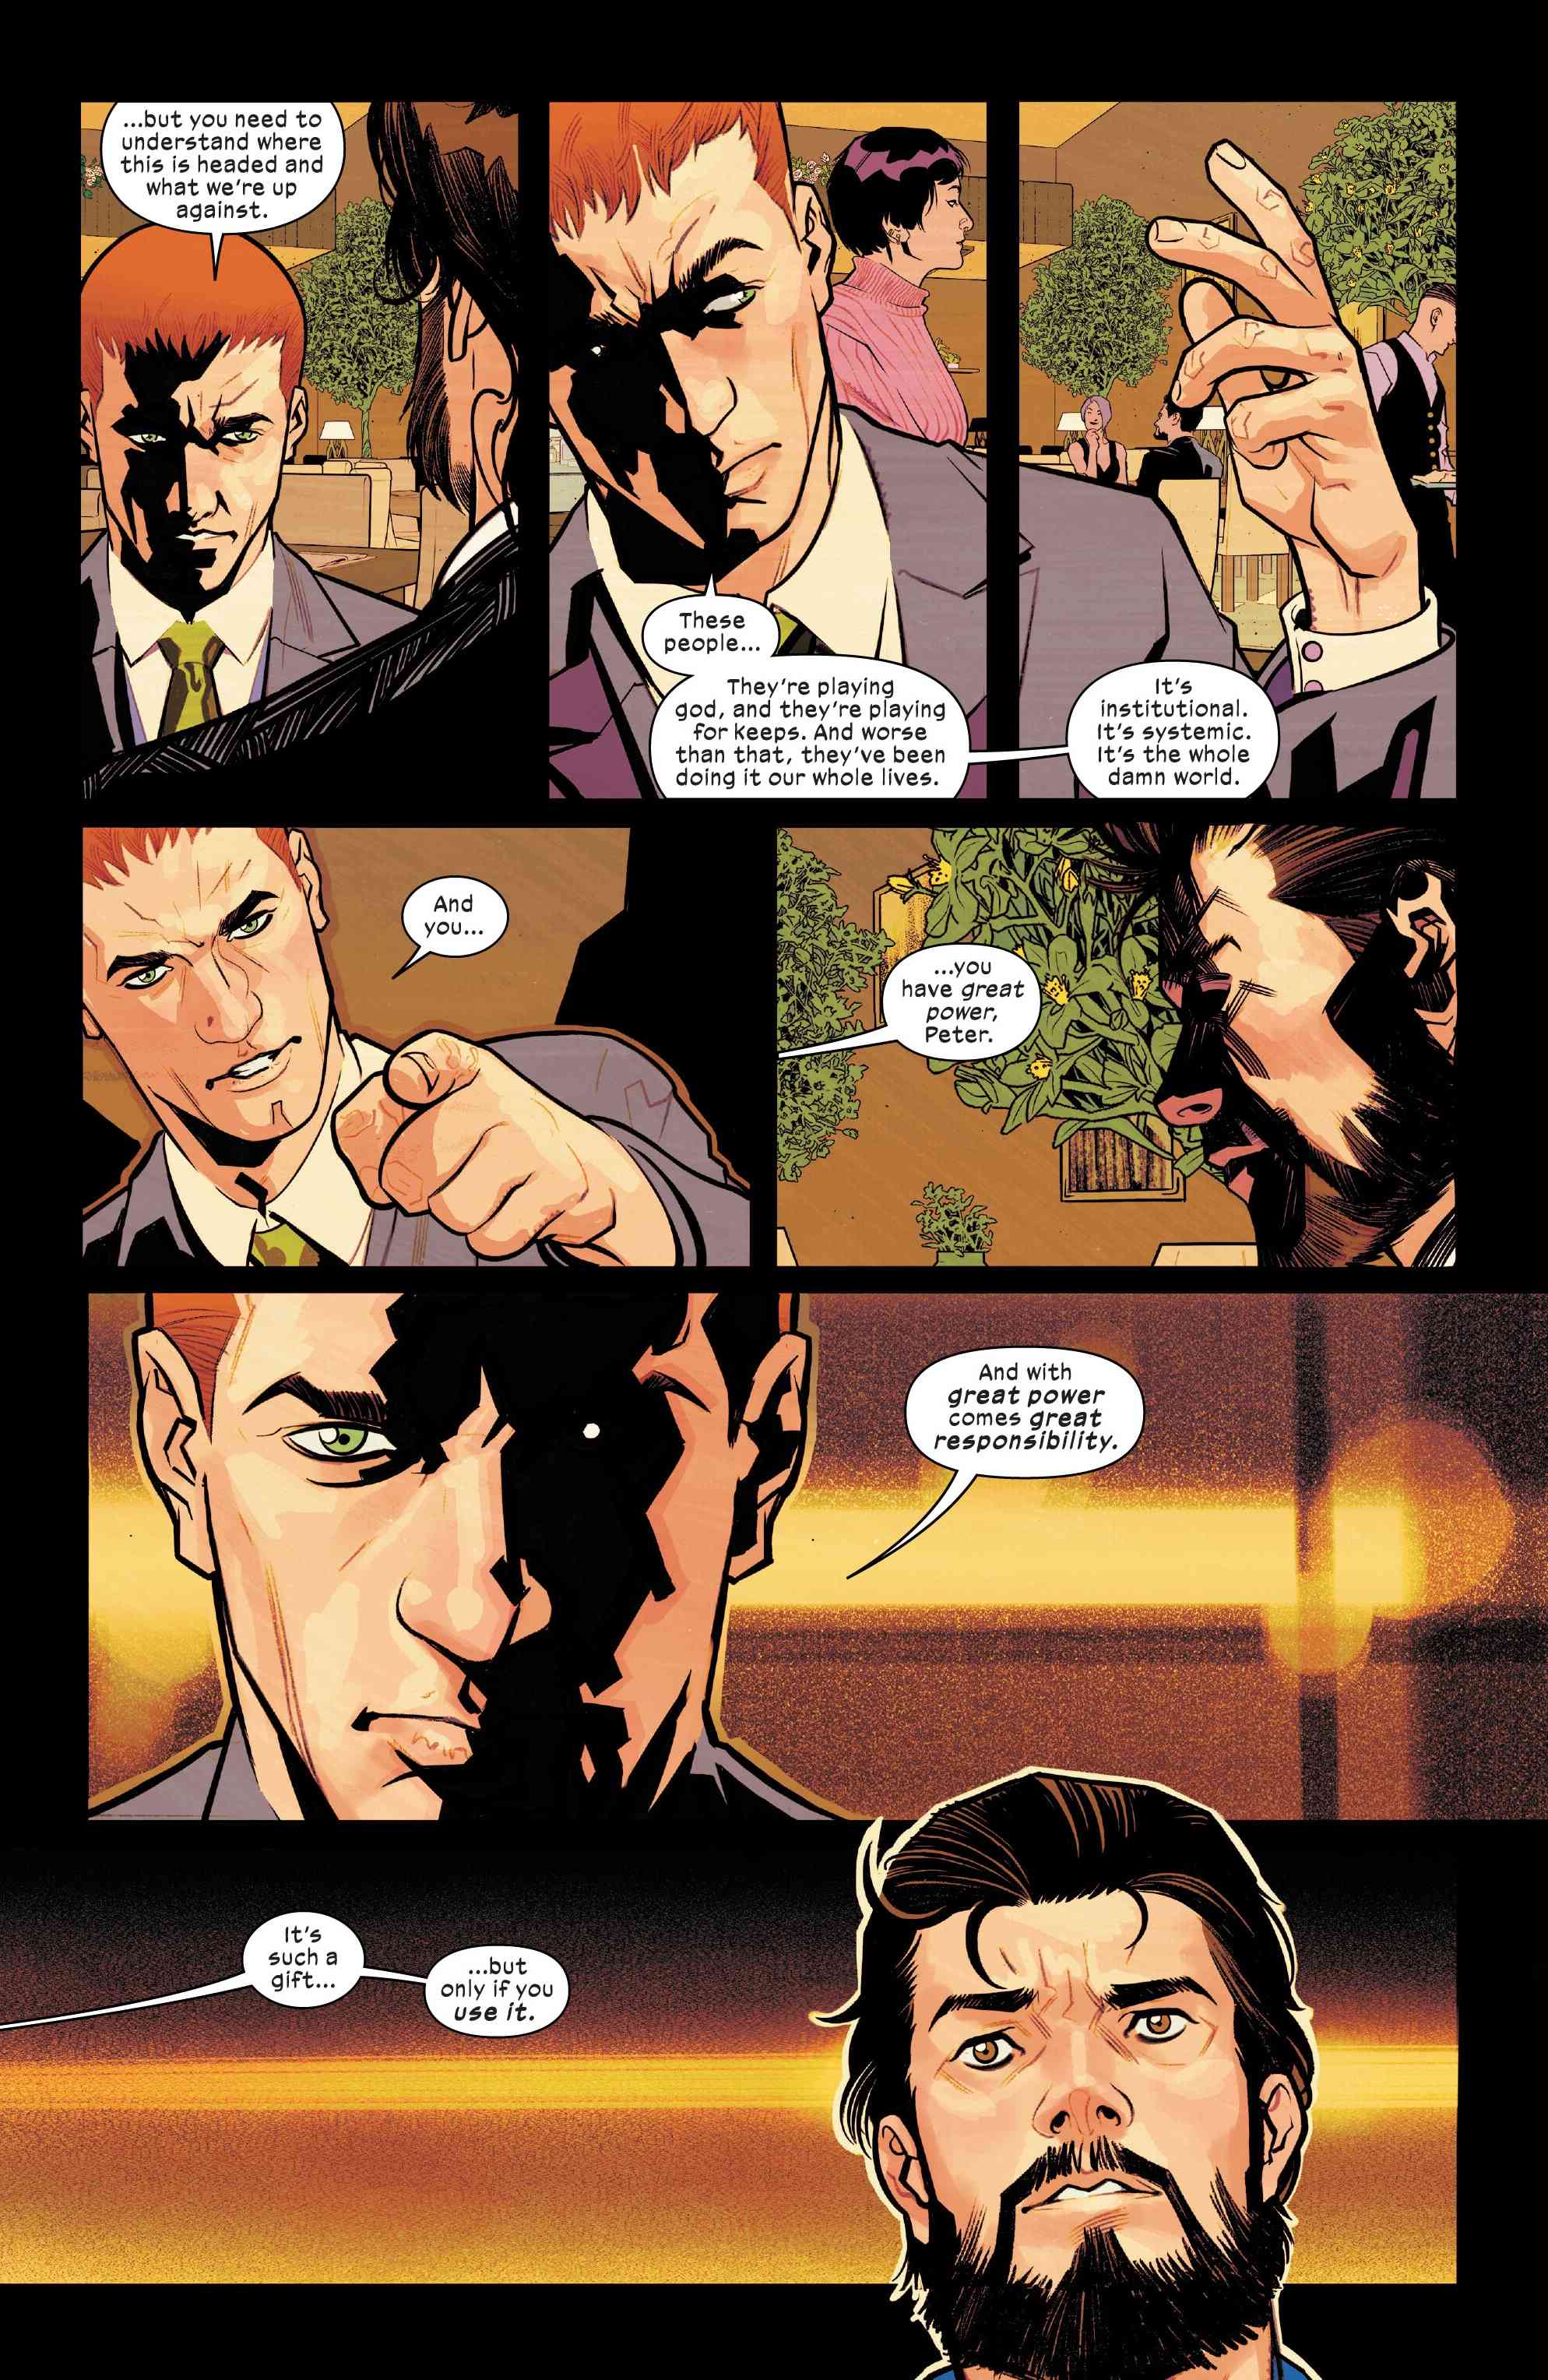 ...but you need to
understand where
this is headed and
what we're up
against.
These
people...
They're playing
god, and they're playing
for keeps. And worse
than that, they've been
doing it our whole lives.
It's
institutional.
It's systemic.
It's the whole
damn world.
And
you...
...you
have great
power,
Peter.
And with
great power
comes great
responsibility.
It's
such a
gift...
...but
only if you
use it.